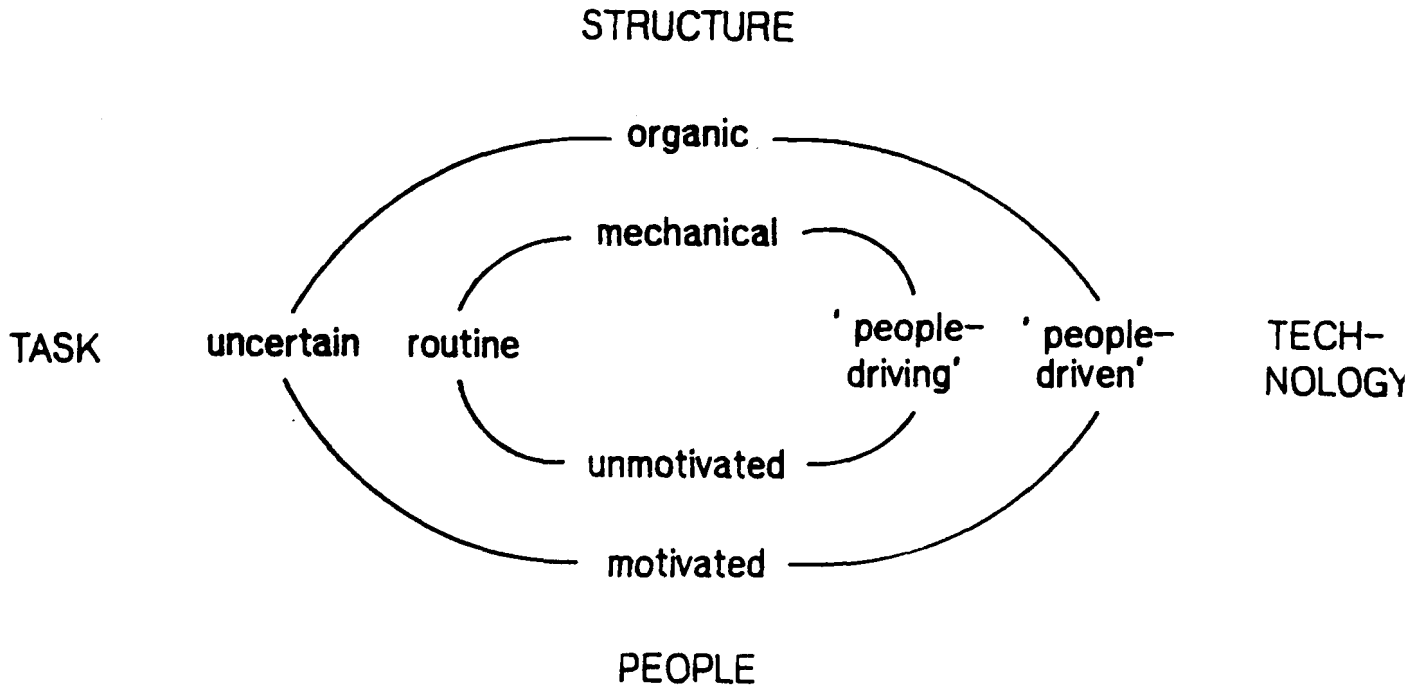 STRUCTURE
organic
mechanical
TASK uncertain routine 'people- 'people- TECH-
driving' driven' NOLOGY
unmotivated
motivated
PEOPLE